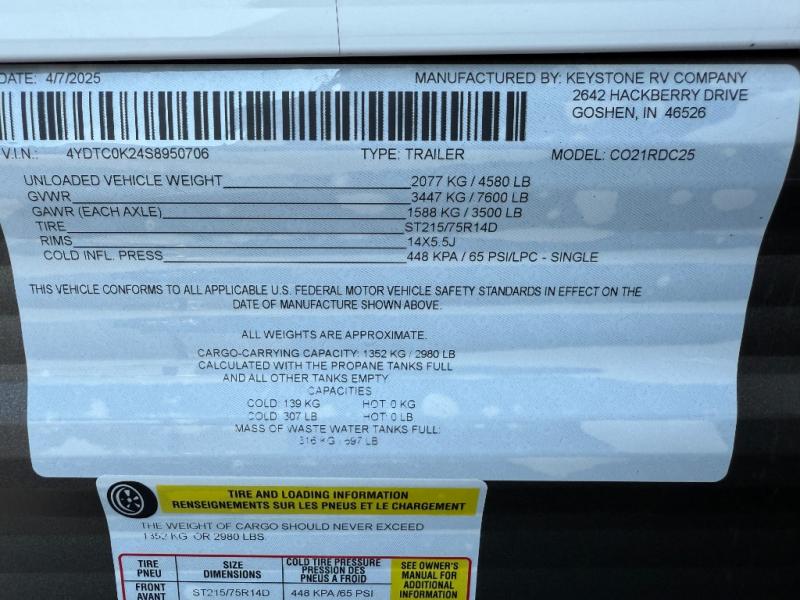 DATE: 4/7/2025 MANUFACTURED BY: KEYSTONE RV COMPANY
2642 HACKBERRY DRIVE
GOSHEN, IN 46526
V.I.N.: 4YDTC0K24S8950706 TYPE: TRAILER MODEL: CO21RDC25
UNLOADED VEHICLE WEIGHT 2077 KG / 4580 LB
GVWR 3447 KG / 7600 LB
GAWR (EACH AXLE) 1588 KG / 3500 LB
TIRE ST215/75R14D
RIMS 14X5.5J
COLD INFL. PRESS 448 KPA / 65 PSI/LPC - SINGLE
THIS VEHICLE CONFORMS TO ALL APPLICABLE U.S. FEDERAL MOTOR VEHICLE SAFETY STANDARDS IN EFFECT ON THE
DATE OF MANUFACTURE SHOWN ABOVE.
ALL WEIGHTS ARE APPROXIMATE.
CARGO-CARRYING CAPACITY: 1352 KG / 2980 LB
CALCULATED WITH THE PROPANE TANKS FULL
AND ALL OTHER TANKS EMPTY
CAPACITIES
COLD: 139 KG HOT: 0 KG
COLD: 307 LB HOT: 0 LB
MASS OF WASTE WATER TANKS FULL:
316 KG / 697 LB
TIRE AND LOADING INFORMATION
RENSEIGNEMENTS SUR LES PNEUS ET LE CHARGEMENT
THE WEIGHT OF CARGO SHOULD NEVER EXCEED
1352 KG OR 2980 LBS.
TIRE
PNEU
SIZE
DIMENSIONS
COLD TIRE PRESSURE
PRESSION DES
PNEUS A FROID
SEE OWNER'S
MANUAL FOR
ADDITIONAL
INFORMATION
FRONT
AVANT
ST215/75R14D
448 KPA/65 PSI